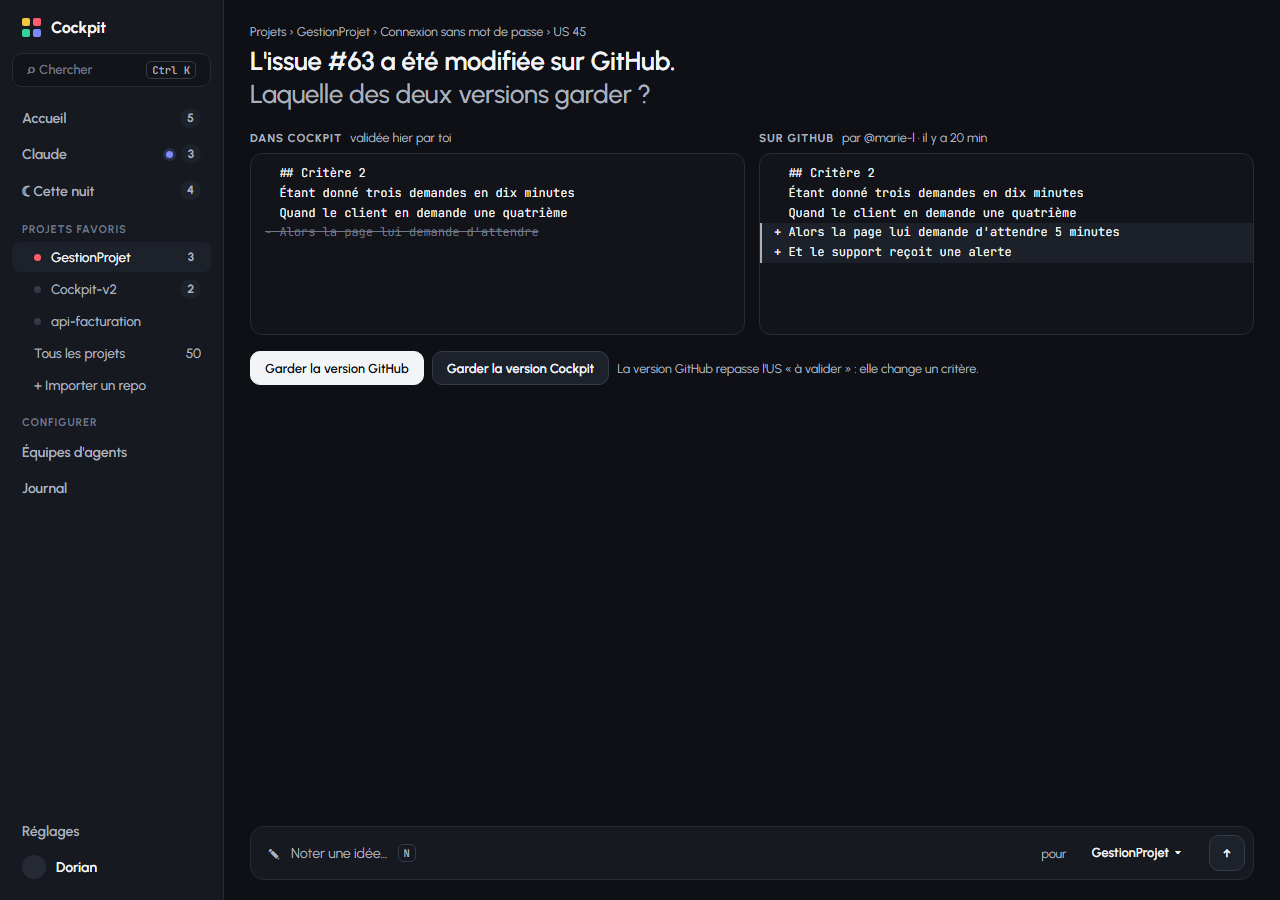 Cockpit
Chercher
Ctrl K
Accueil 5
Claude 3
Cette nuit 4
PROJETS FAVORIS
GestionProjet 3
Cockpit-v2 2
api-facturation
Tous les projets 50
+ Importer un repo
CONFIGURER
Équipes d'agents
Journal
Réglages
Dorian
Projets › GestionProjet › Connexion sans mot de passe › US 45
L'issue #63 a été modifiée sur GitHub.
Laquelle des deux versions garder ?
DANS COCKPIT validée hier par toi
## Critère 2
Étant donné trois demandes en dix minutes
Quand le client en demande une quatrième
- Alors la page lui demande d'attendre
SUR GITHUB par @marie-l · il y a 20 min
## Critère 2
Étant donné trois demandes en dix minutes
Quand le client en demande une quatrième
+ Alors la page lui demande d'attendre 5 minutes
+ Et le support reçoit une alerte
Garder la version GitHub
Garder la version Cockpit
La version GitHub repasse l'US « à valider » : elle change un critère.
Noter une idée… N
pour GestionProjet